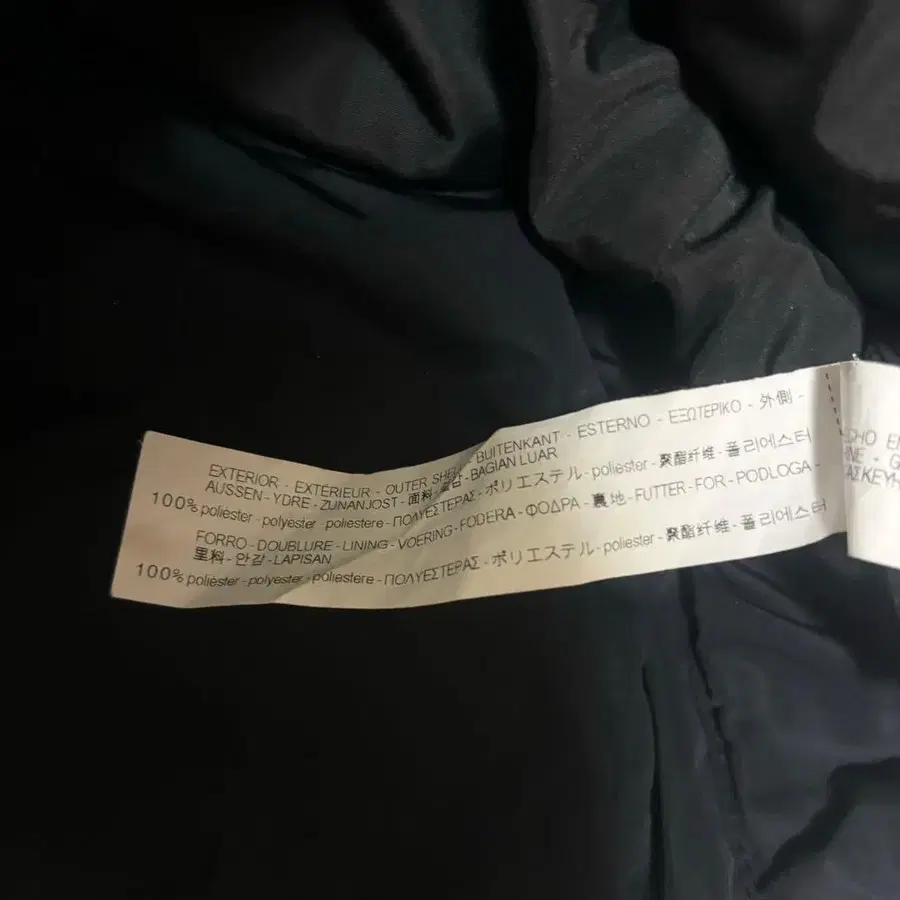 EXTERIOR - EXTÉRIEUR - OUTER SHELL - BUITENKANT - ESTERNO - ΕΞΩΤΕΡΙΚΟ - 外側 -
AUSSEN - YDRE - ZUNANJOST - 面料 - 겉감 - BAGIAN LUAR
100% poliéster - polyester - poliestere - ΠΟΛΥΕΣΤΕΡΑΣ - ポリエステル - poliester - 聚酯纤维 - 폴리에스터
FORRO - DOUBLURE - LINING - VOERING - FODERA - ΦΟΔΡΑ - 裏地 - FUTTER - FOR - PODLOGA -
里料 - 안감 - LAPISAN
100% poliéster - polyester - poliestere - ΠΟΛΥΕΣΤΕΡΑΣ - ポリエステル - poliester - 聚酯纤维 - 폴리에스터